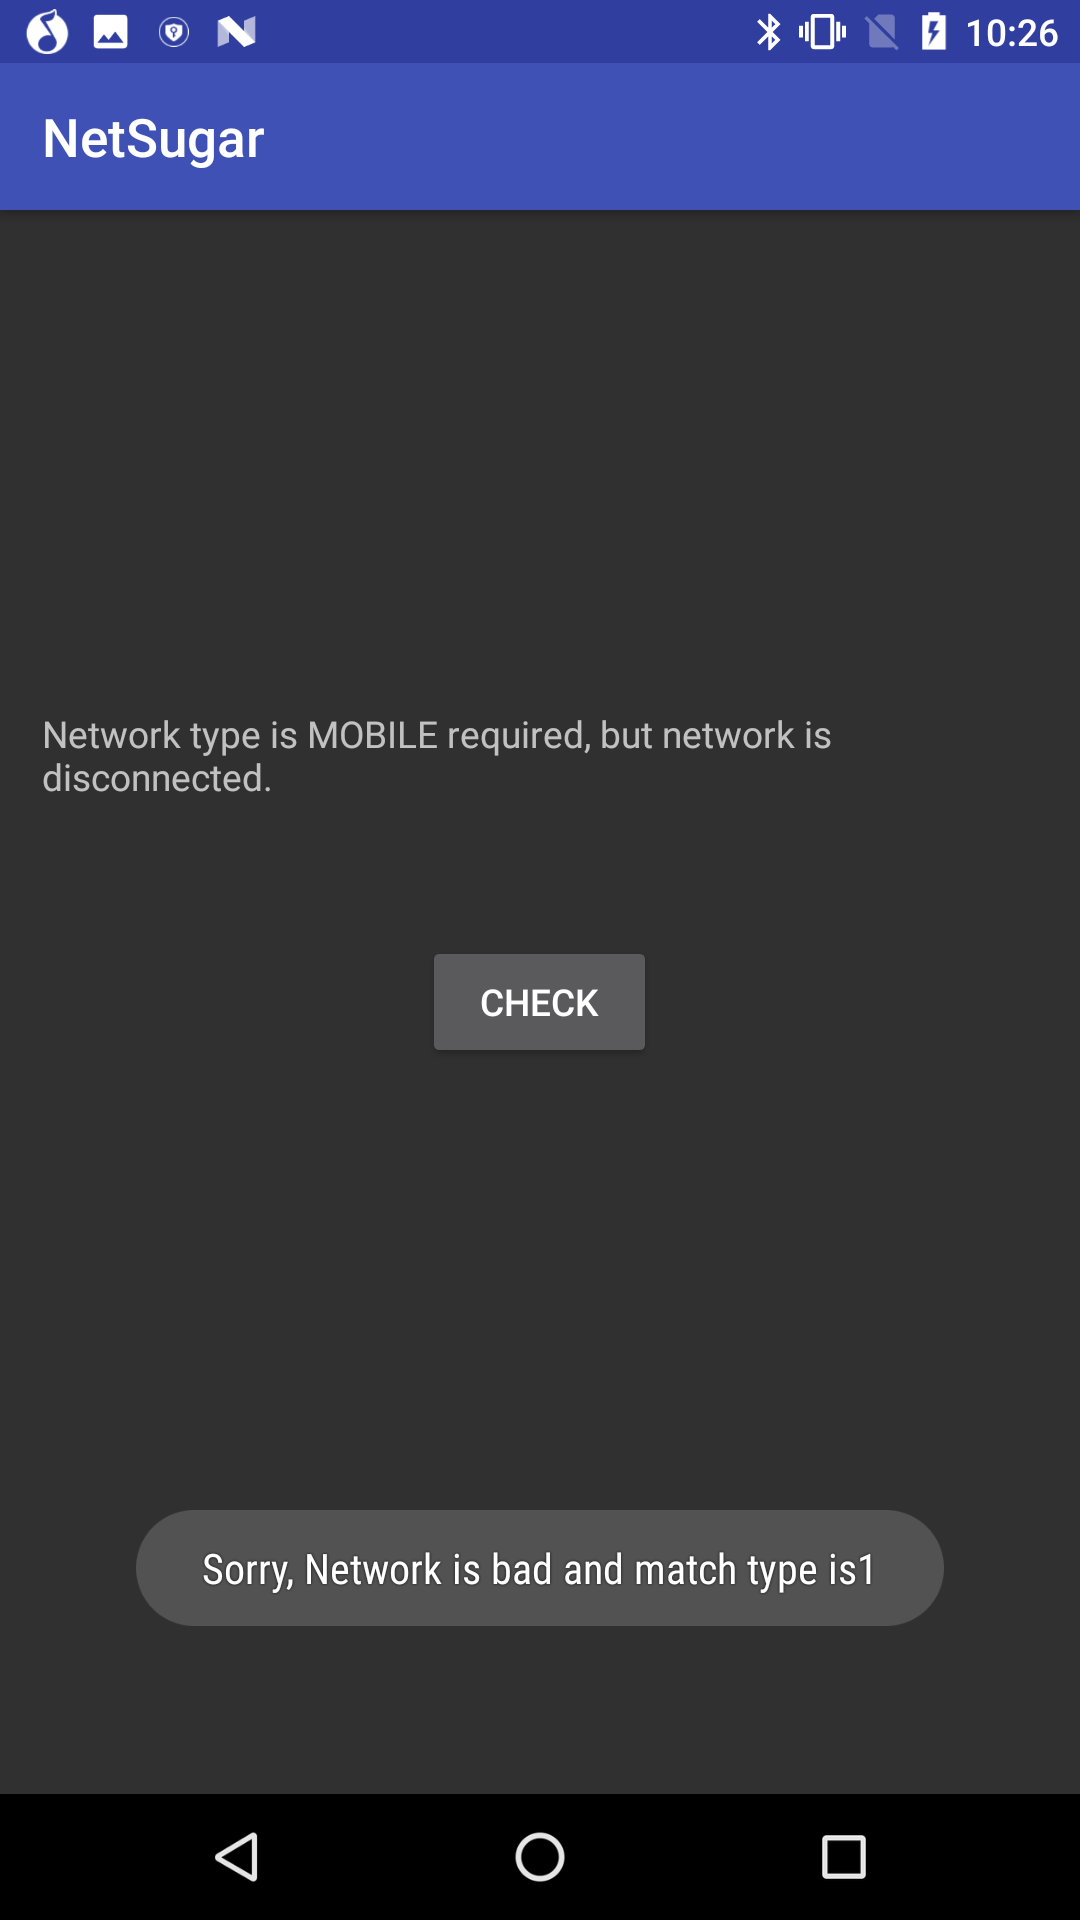 10:26
NetSugar
Network type is MOBILE required, but network is
disconnected.
CHECK
Sorry, Network is bad and match type is1